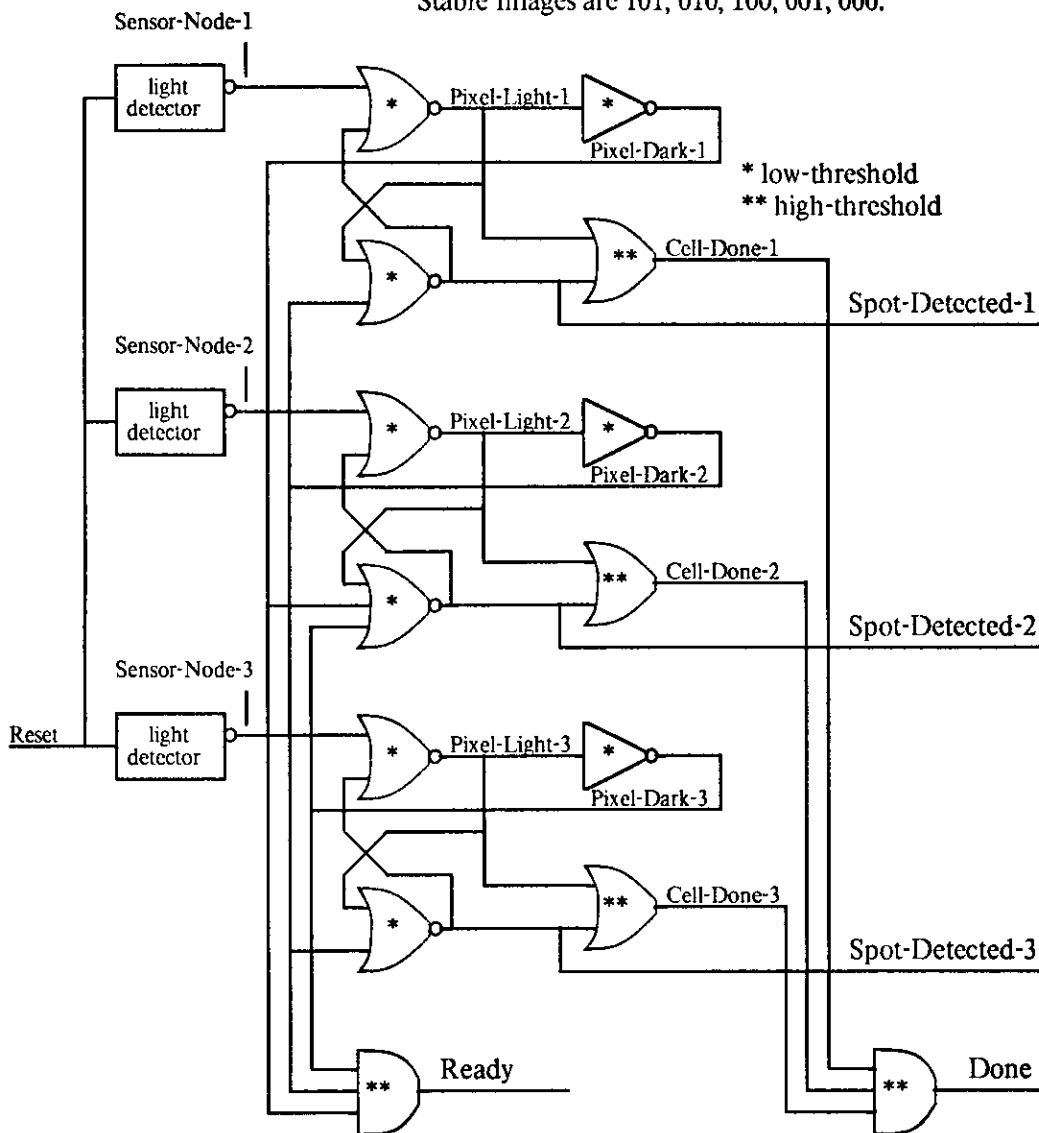 Stable Images are 101, 010, 100, 001, 000.
Sensor-Node-1
light
detector
*
Pixel-Light-1
*
Pixel-Dark-1
* low-threshold
** high-threshold
*
**
Cell-Done-1
Spot-Detected-1
Sensor-Node-2
light
detector
*
Pixel-Light-2
*
Pixel-Dark-2
*
**
Cell-Done-2
Spot-Detected-2
Sensor-Node-3
Reset
light
detector
*
Pixel-Light-3
*
Pixel-Dark-3
*
**
Cell-Done-3
Spot-Detected-3
**
Ready
**
Done